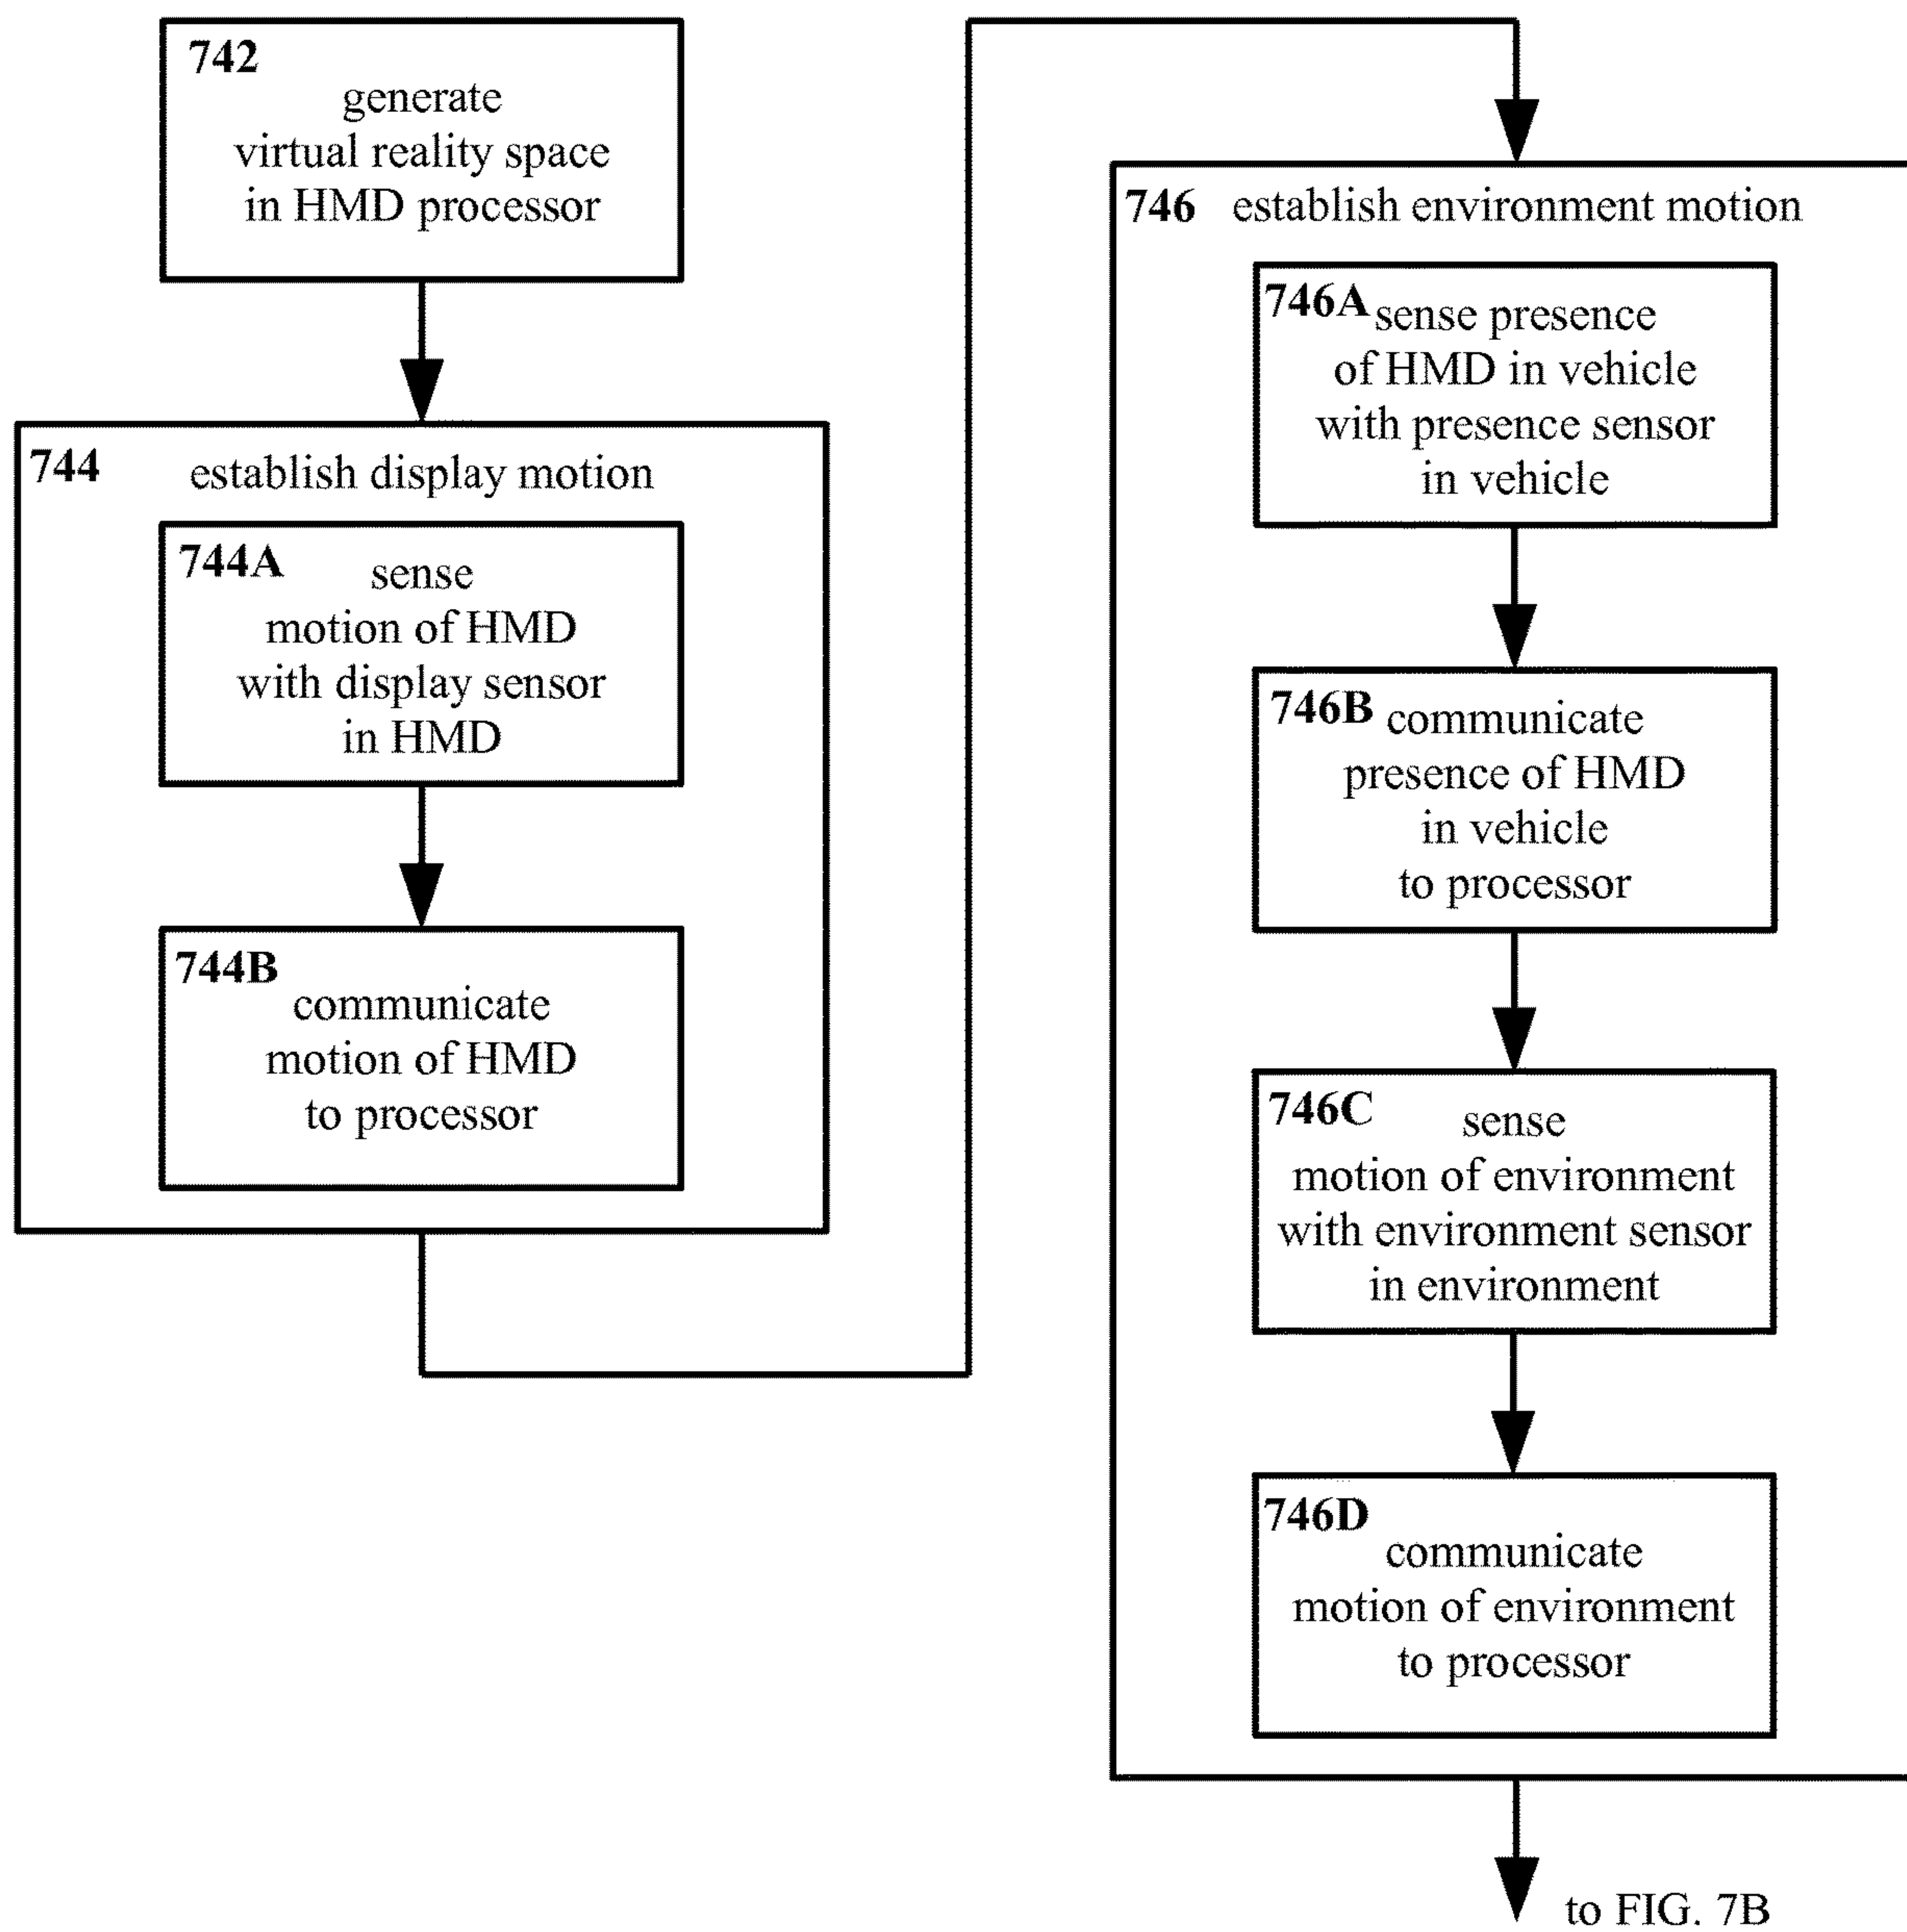 742
generate
virtual reality space
in HMD processor
744 establish display motion
744A sense
motion of HMD
with display sensor
in HMD
744B
communicate
motion of HMD
to processor
746 establish environment motion
746A sense presence
of HMD in vehicle
with presence sensor
in vehicle
746B communicate
presence of HMD
in vehicle
to processor
746C sense
motion of environment
with environment sensor
in environment
746D
communicate
motion of environment
to processor
to FIG. 7B